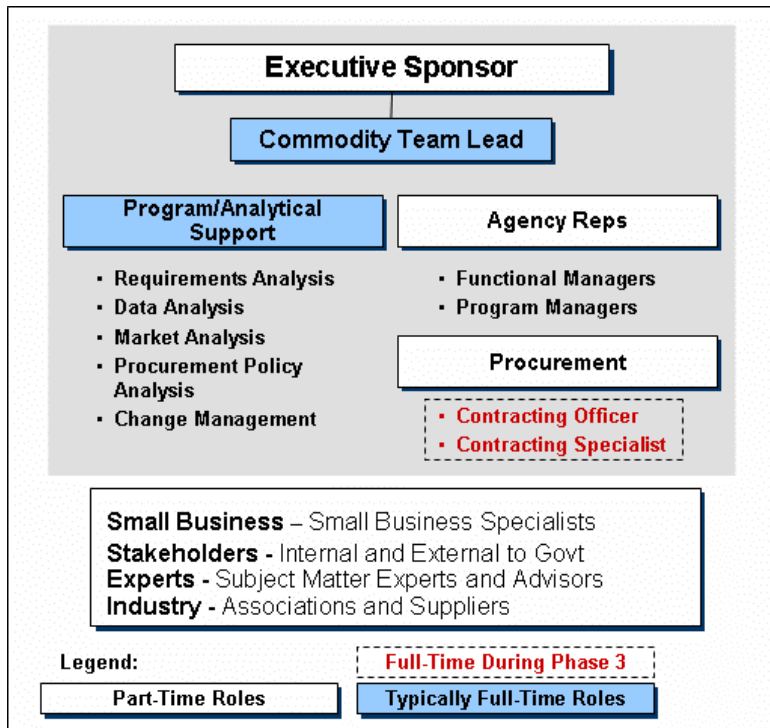 Executive Sponsor
Commodity Team Lead
Program/Analytical
Support
▪ Requirements Analysis
▪ Data Analysis
▪ Market Analysis
▪ Procurement Policy
Analysis
▪ Change Management
Agency Reps
▪ Functional Managers
▪ Program Managers
Procurement
▪ Contracting Officer
▪ Contracting Specialist
Small Business – Small Business Specialists
Stakeholders - Internal and External to Govt
Experts - Subject Matter Experts and Advisors
Industry - Associations and Suppliers
Legend:
Full-Time During Phase 3
Part-Time Roles
Typically Full-Time Roles